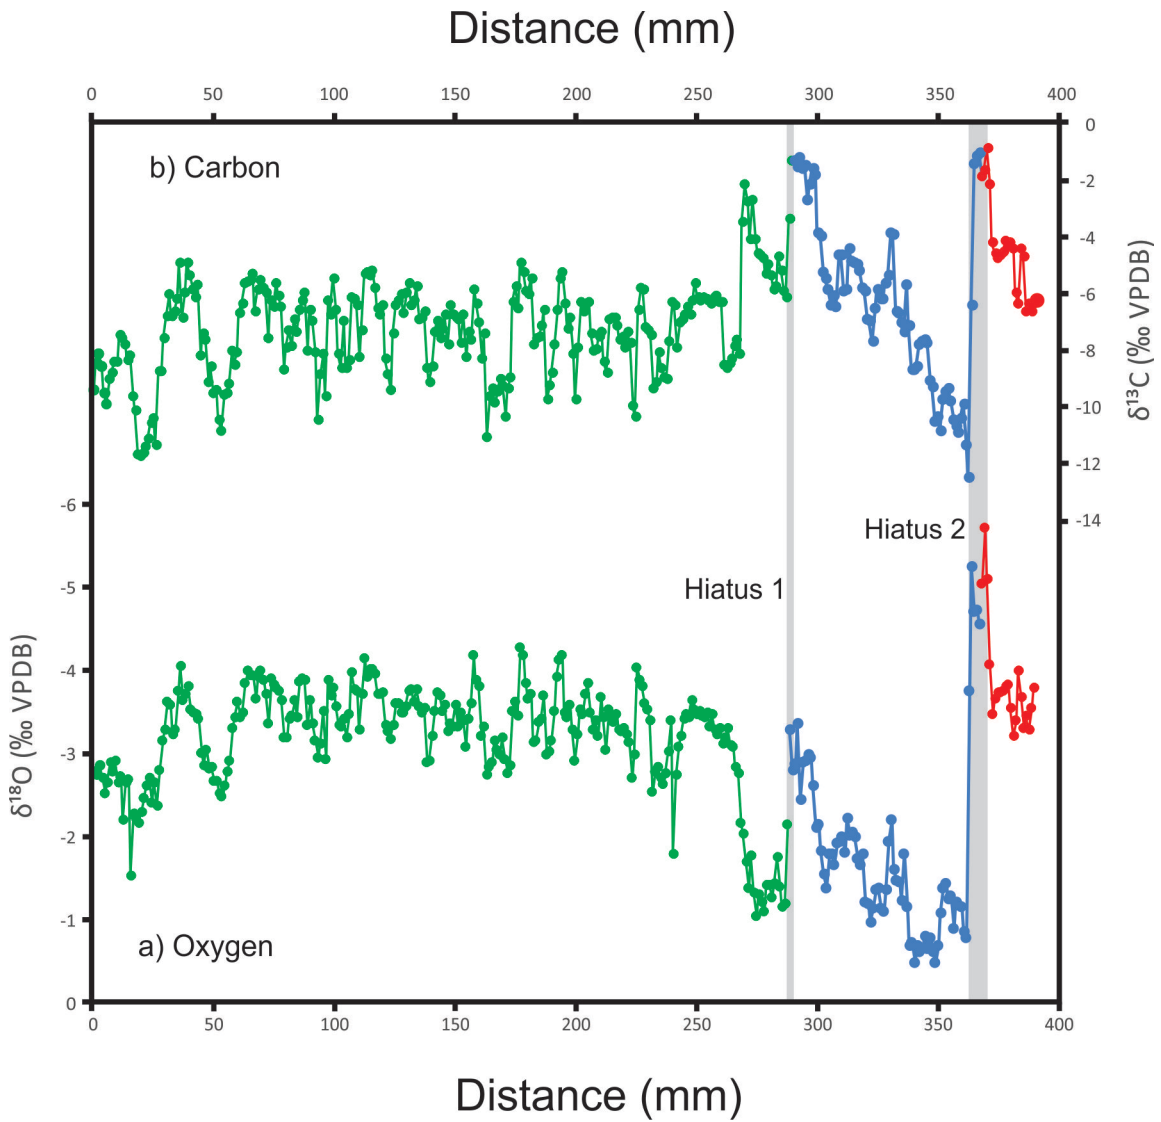 Distance (mm)
0 50 100 150 200 250 300 350 400
b) Carbon
0
-2
-4
-6
-8
-10
-12
-14
δ¹³C (‰ VPDB)
Hiatus 2
Hiatus 1
-6
-5
-4
-3
-2
-1
0
δ¹⁸O (‰ VPDB)
a) Oxygen
0 50 100 150 200 250 300 350 400
Distance (mm)